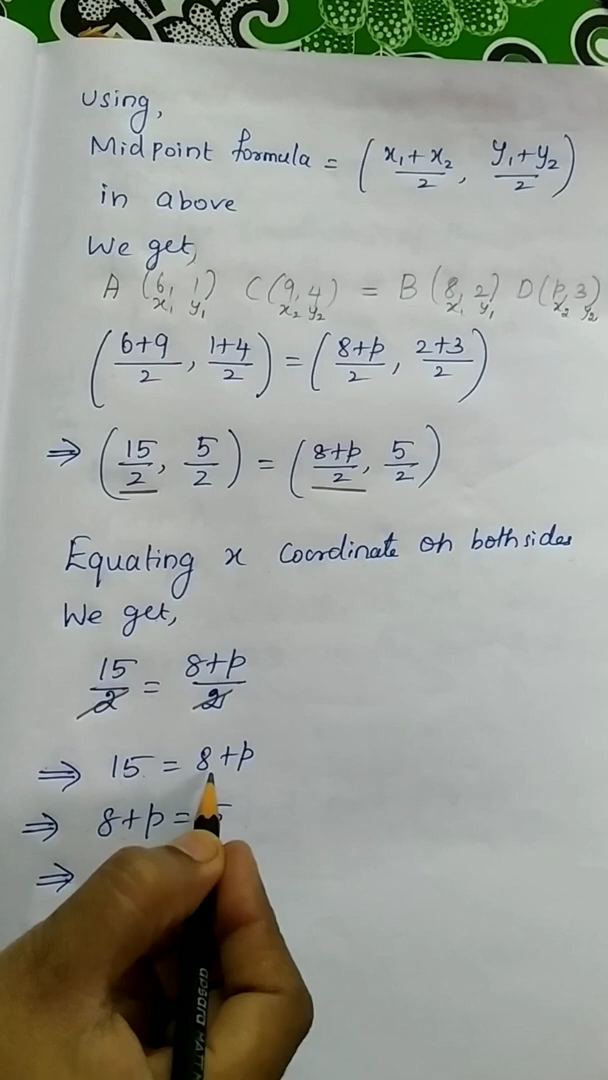 Using,
Midpoint formula = ( x₁+x₂/2 , y₁+y₂/2 )
in above
We get,
A (6, 1) C (9, 4) = B (8, 2) D (p, 3)
x₁ y₁ x₂ y₂ x₁ y₁ x₂ y₂
( 6+9/2 , 1+4/2 ) = ( 8+p/2 , 2+3/2 )
⇒ ( 15/2 , 5/2 ) = ( 8+p/2 , 5/2 )
Equating x coordinate on both sides
We get,
15/2 = 8+p/2
⇒ 15 = 8+p
⇒ 8+p =
⇒
apsara